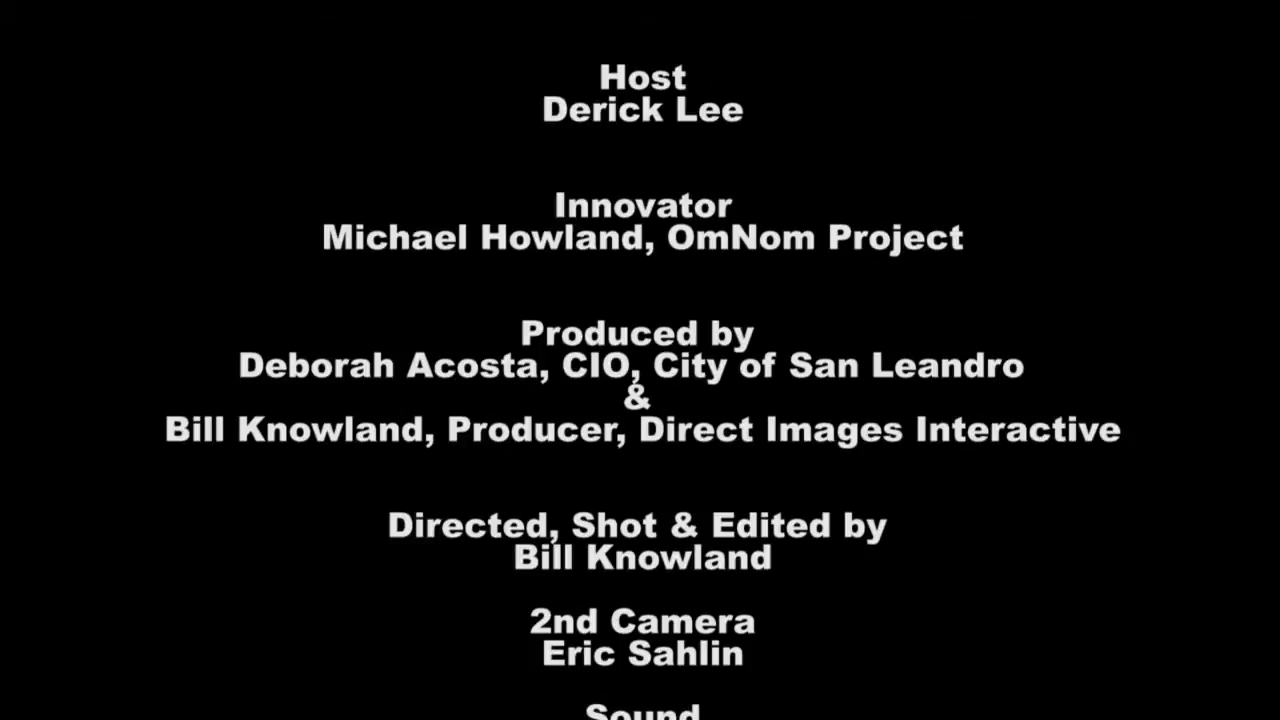 Host
Derick Lee
Innovator
Michael Howland, OmNom Project
Produced by
Deborah Acosta, CIO, City of San Leandro
&
Bill Knowland, Producer, Direct Images Interactive
Directed, Shot & Edited by
Bill Knowland
2nd Camera
Eric Sahlin
Sound